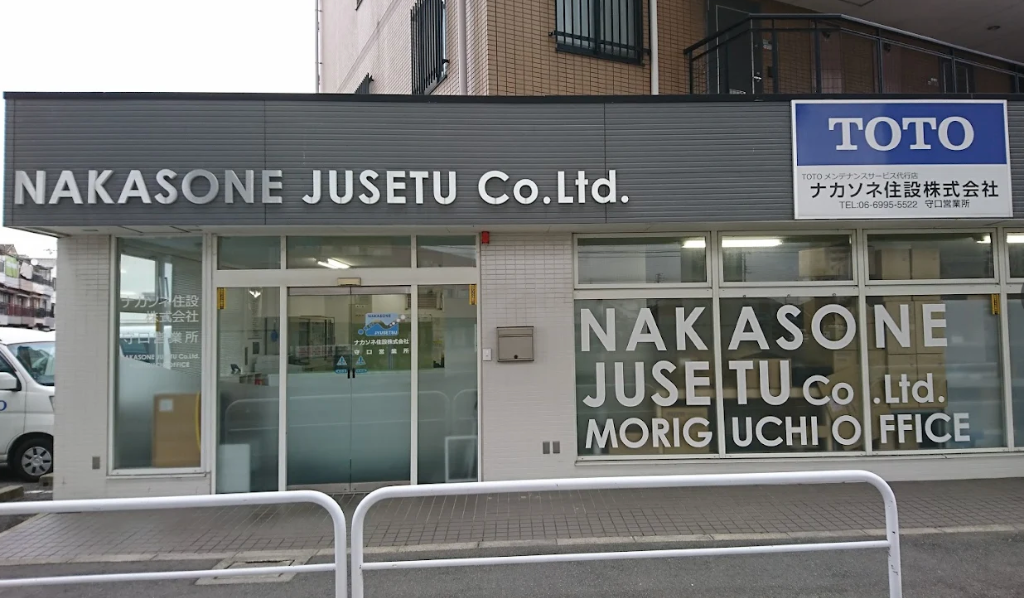 NAKASONE JUSETU Co.Ltd.
TOTO
TOTO メンテナンスサービス代行店
ナカソネ住設株式会社
TEL:06-6995-5522 守口営業所
ナカソネ住設
株式会社
守口営業所
NAKASONE JUSETU Co.Ltd.
OFFICE
NAKASONE
JUSETU
ナカソネ住設株式会社
守口営業所
NAKASONE
JUSETU Co.Ltd.
MORIGUCHI OFFICE